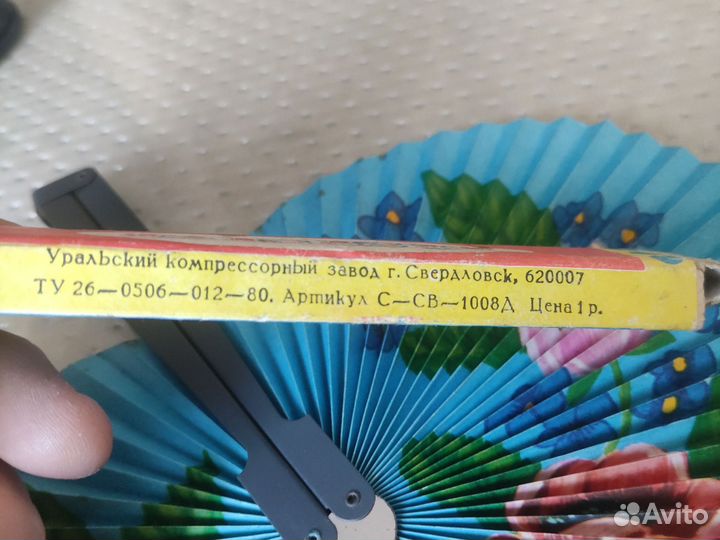 Уральский компрессорный завод г. Свердловск, 620007
ТУ 26—0506—012—80. Артикул С—СВ—1008Д Цена 1 р.
Avito